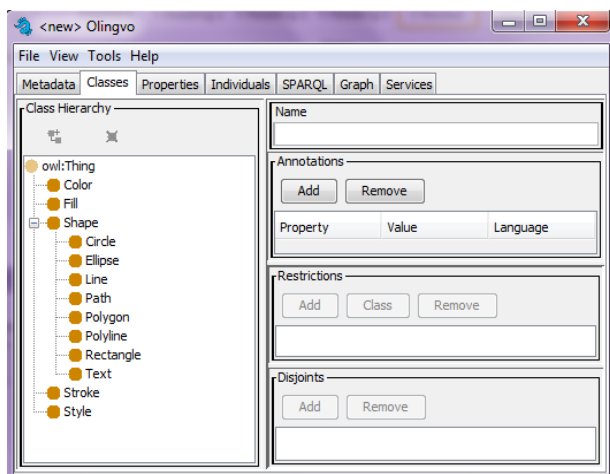 <new> Olingvo
File View Tools Help
Metadata Classes Properties Individuals SPARQL Graph Services
Class Hierarchy
owl:Thing
Color
Fill
Shape
Circle
Ellipse
Line
Path
Polygon
Polyline
Rectangle
Text
Stroke
Style
Name
Annotations
Add Remove
Property Value Language
Restrictions
Add Class Remove
Disjoints
Add Remove